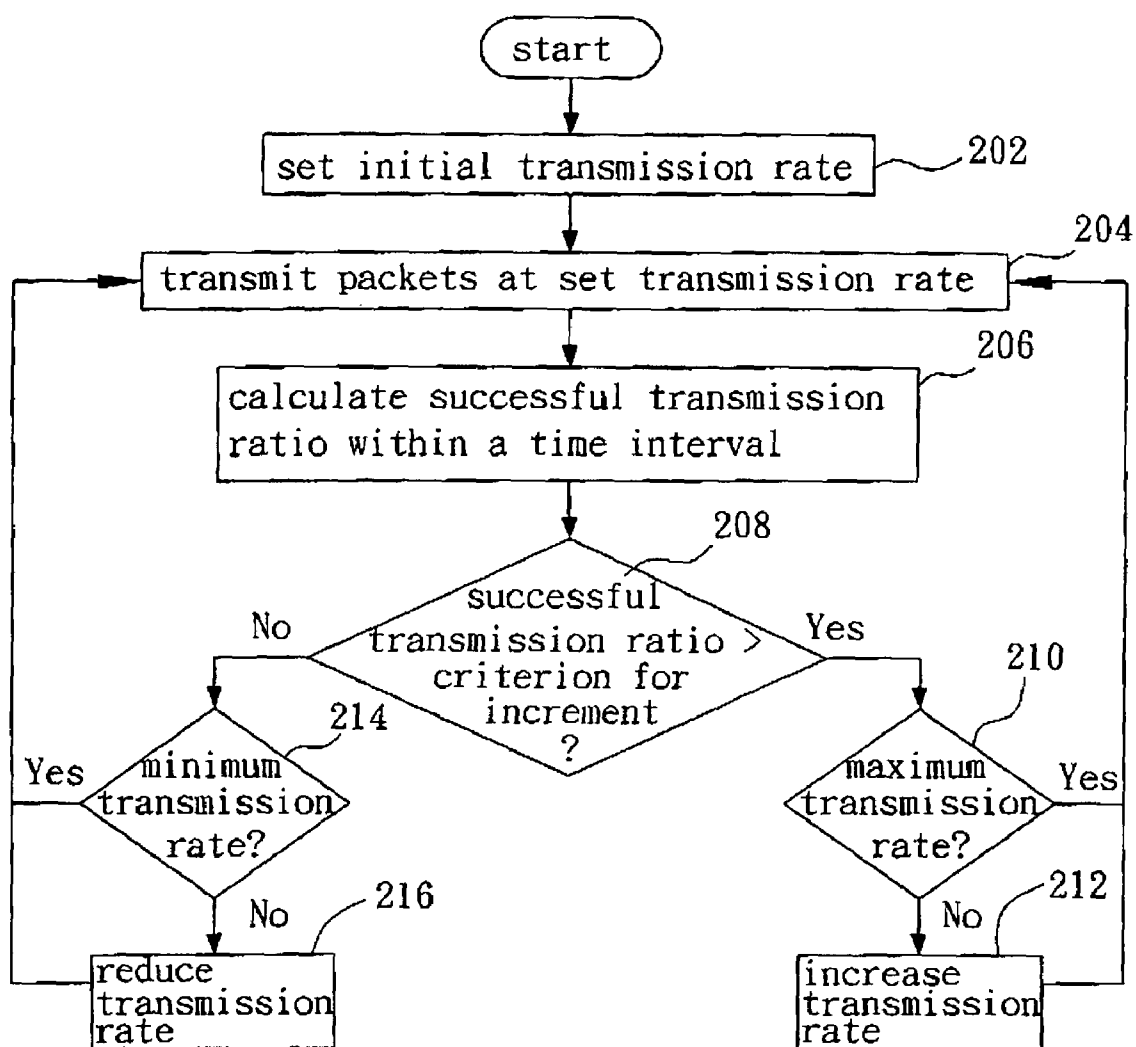 start
set initial transmission rate
202
204
transmit packets at set transmission rate
206
calculate successful transmission
ratio within a time interval
208
successful
transmission ratio >
criterion for
increment
?
No
Yes
214
minimum
transmission
rate?
Yes
No
216
reduce
transmission
rate
210
maximum
transmission
rate?
Yes
No
212
increase
transmission
rate